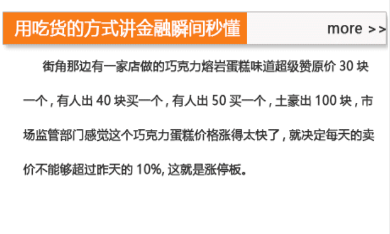 用吃货的方式讲金融瞬间秒懂
more >>
街角那边有一家店做的巧克力熔岩蛋糕味道超级赞原价 30 块
一个 , 有人出 40 块买一个 , 有人出 50 买一个 , 土豪出 100 块 , 市
场监管部门感觉这个巧克力蛋糕价格涨得太快了 , 就决定每天的卖
价不能够超过昨天的 10%, 这就是涨停板。